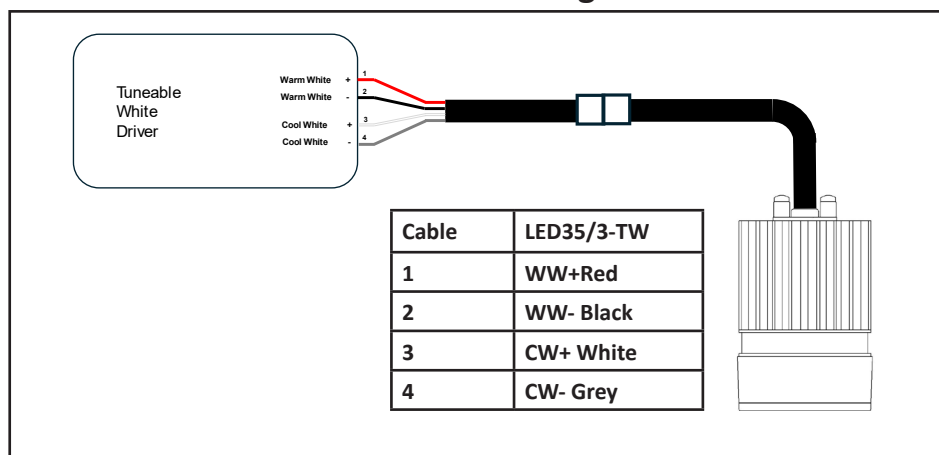 Tuneable
White
Driver
Warm White + 1
Warm White - 2
Cool White + 3
Cool White - 4
Cable LED35/3-TW
1 WW+Red
2 WW- Black
3 CW+ White
4 CW- Grey